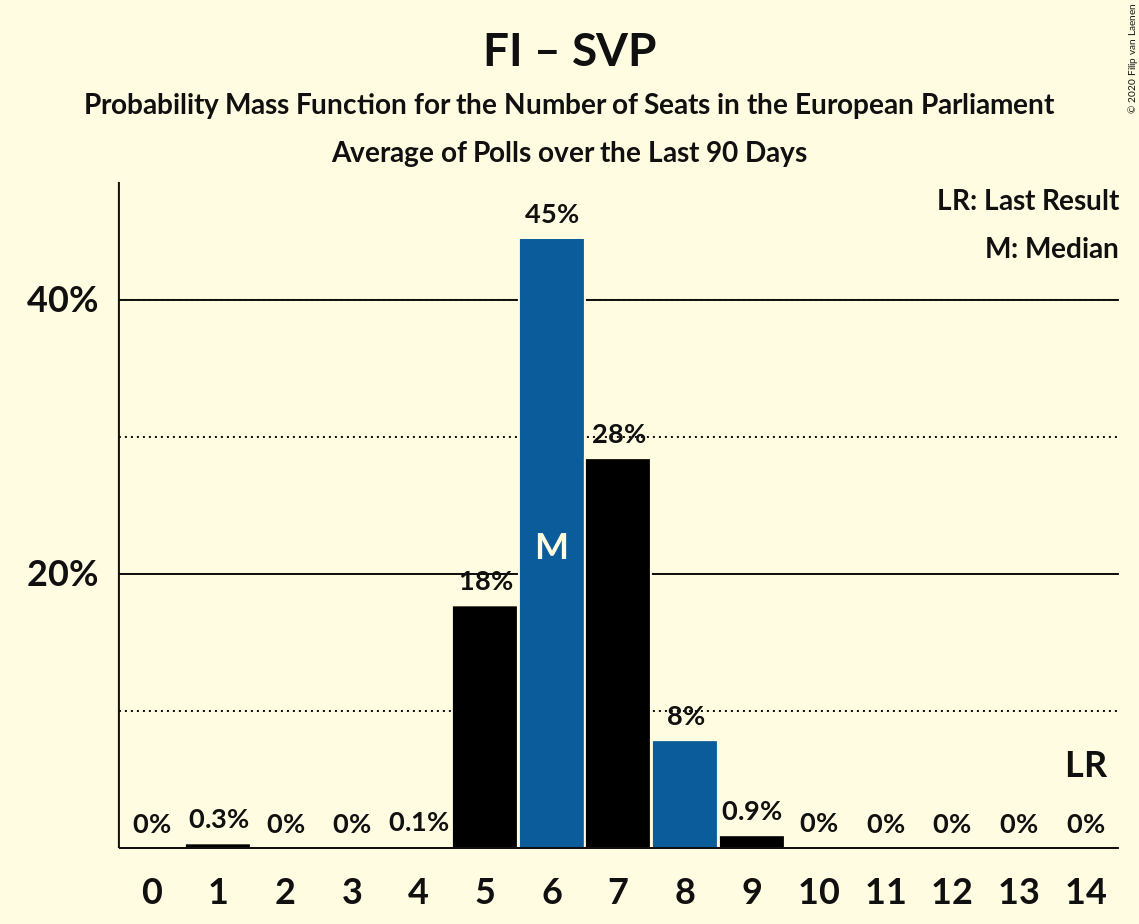 FI – SVP
Probability Mass Function for the Number of Seats in the European Parliament
Average of Polls over the Last 90 Days
© 2020 Filip van Laenen
LR: Last Result
M: Median
45%
40%
28%
M
20%
18%
8%
LR
0% 0.3% 0% 0% 0.1% 0.9% 0% 0% 0% 0% 0%
0 1 2 3 4 5 6 7 8 9 10 11 12 13 14